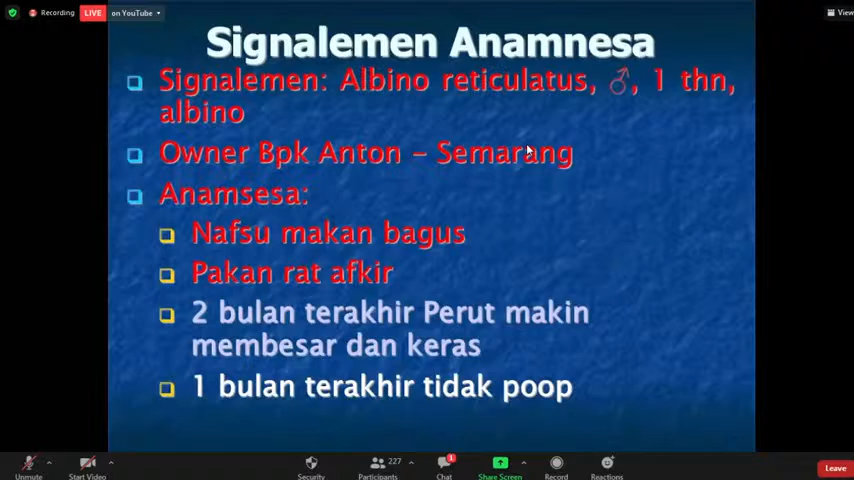 Recording
LIVE
on YouTube
View
Signalemen Anamnesa
Signalemen: Albino reticulatus, ♂, 1 thn,
albino
Owner Bpk Anton – Semarang
Anamsesa:
Nafsu makan bagus
Pakan rat afkir
2 bulan terakhir Perut makin
membesar dan keras
1 bulan terakhir tidak poop
Unmute
Start Video
Security
227
Participants
1
Chat
Share Screen
Record
Reactions
Leave